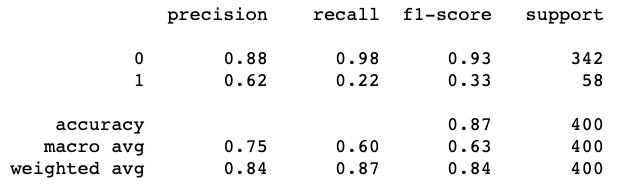 precision recall f1-score support
0 0.88 0.98 0.93 342
1 0.62 0.22 0.33 58
accuracy 0.87 400
macro avg 0.75 0.60 0.63 400
weighted avg 0.84 0.87 0.84 400